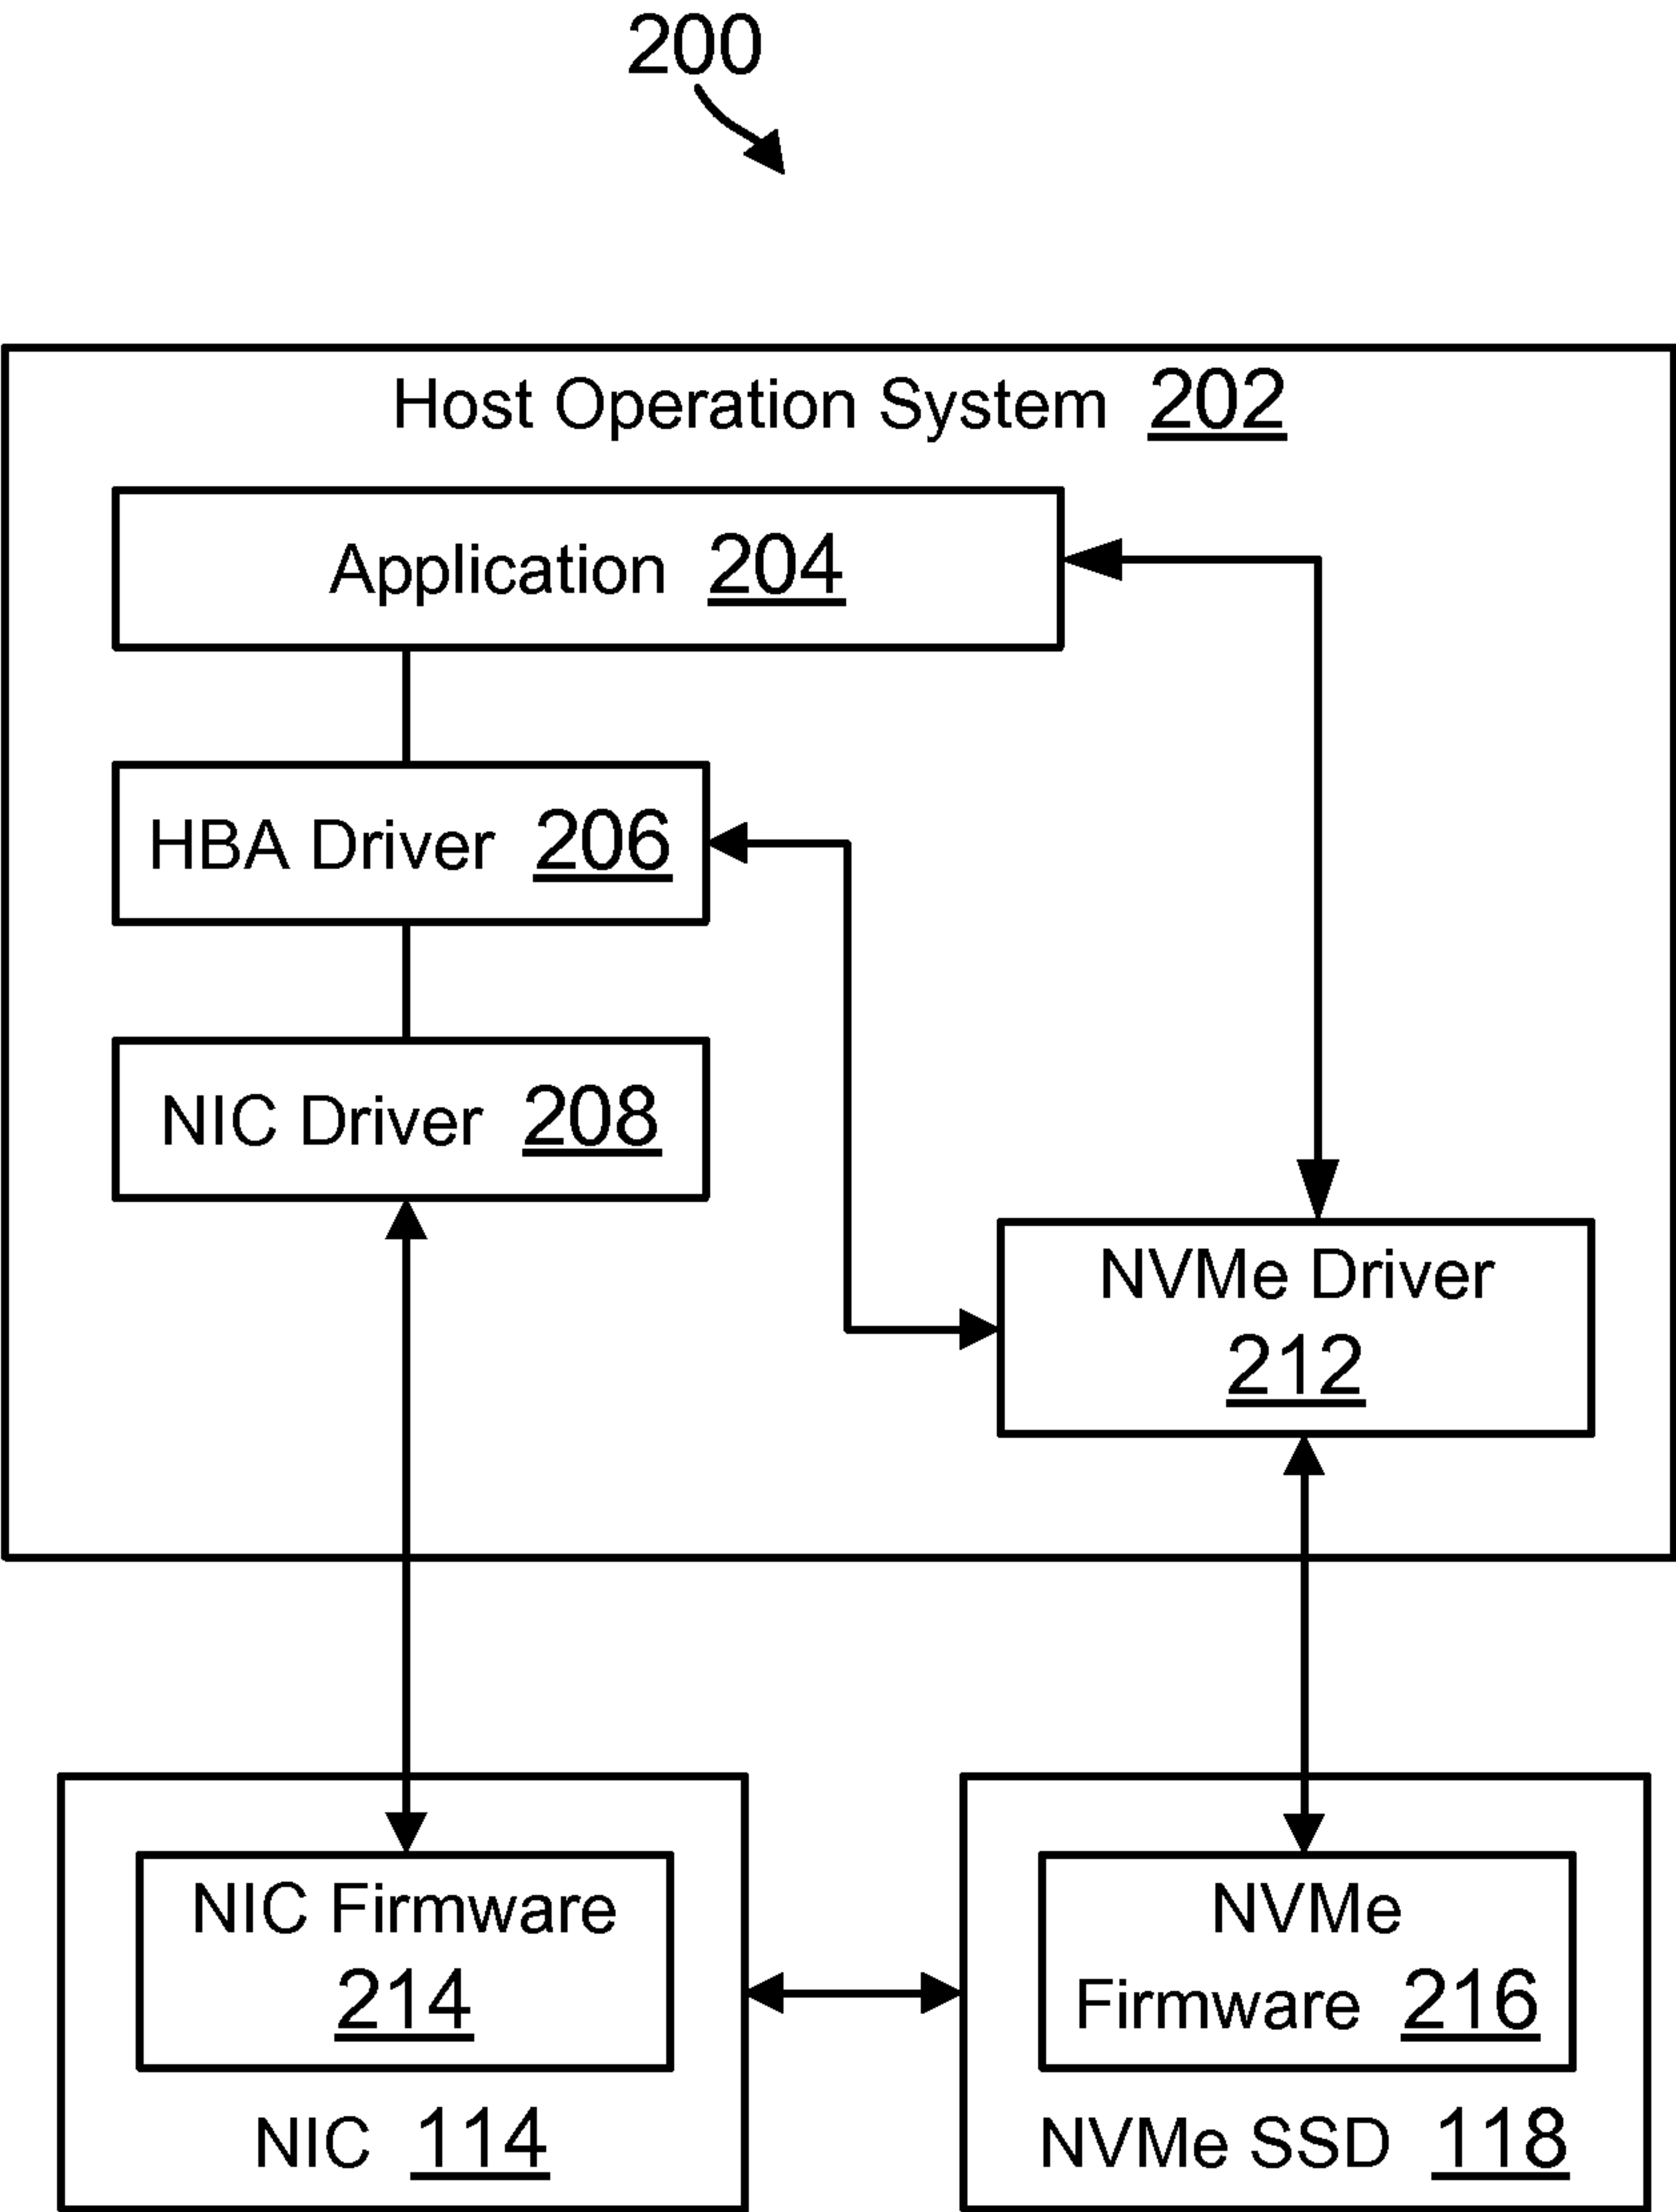 200
Host Operation System 202
Application 204
HBA Driver 206
NIC Driver 208
NVMe Driver
212
NIC Firmware
214
NIC 114
NVMe
Firmware 216
NVMe SSD 118